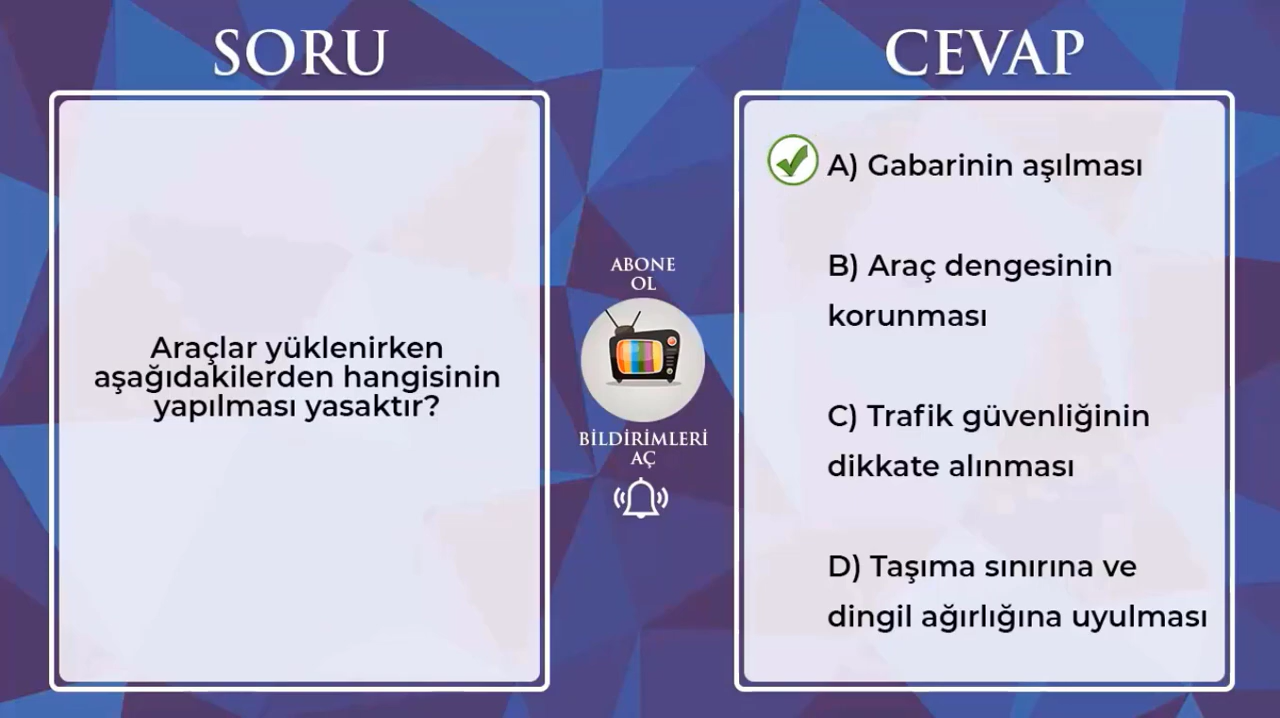 SORU
Araçlar yüklenirken
aşağıdakilerden hangisinin
yapılması yasaktır?
ABONE
OL
BİLDİRİMLERİ
AÇ
CEVAP
A) Gabarinin aşılması
B) Araç dengesinin
korunması
C) Trafik güvenliğinin
dikkate alınması
D) Taşıma sınırına ve
dingil ağırlığına uyulması